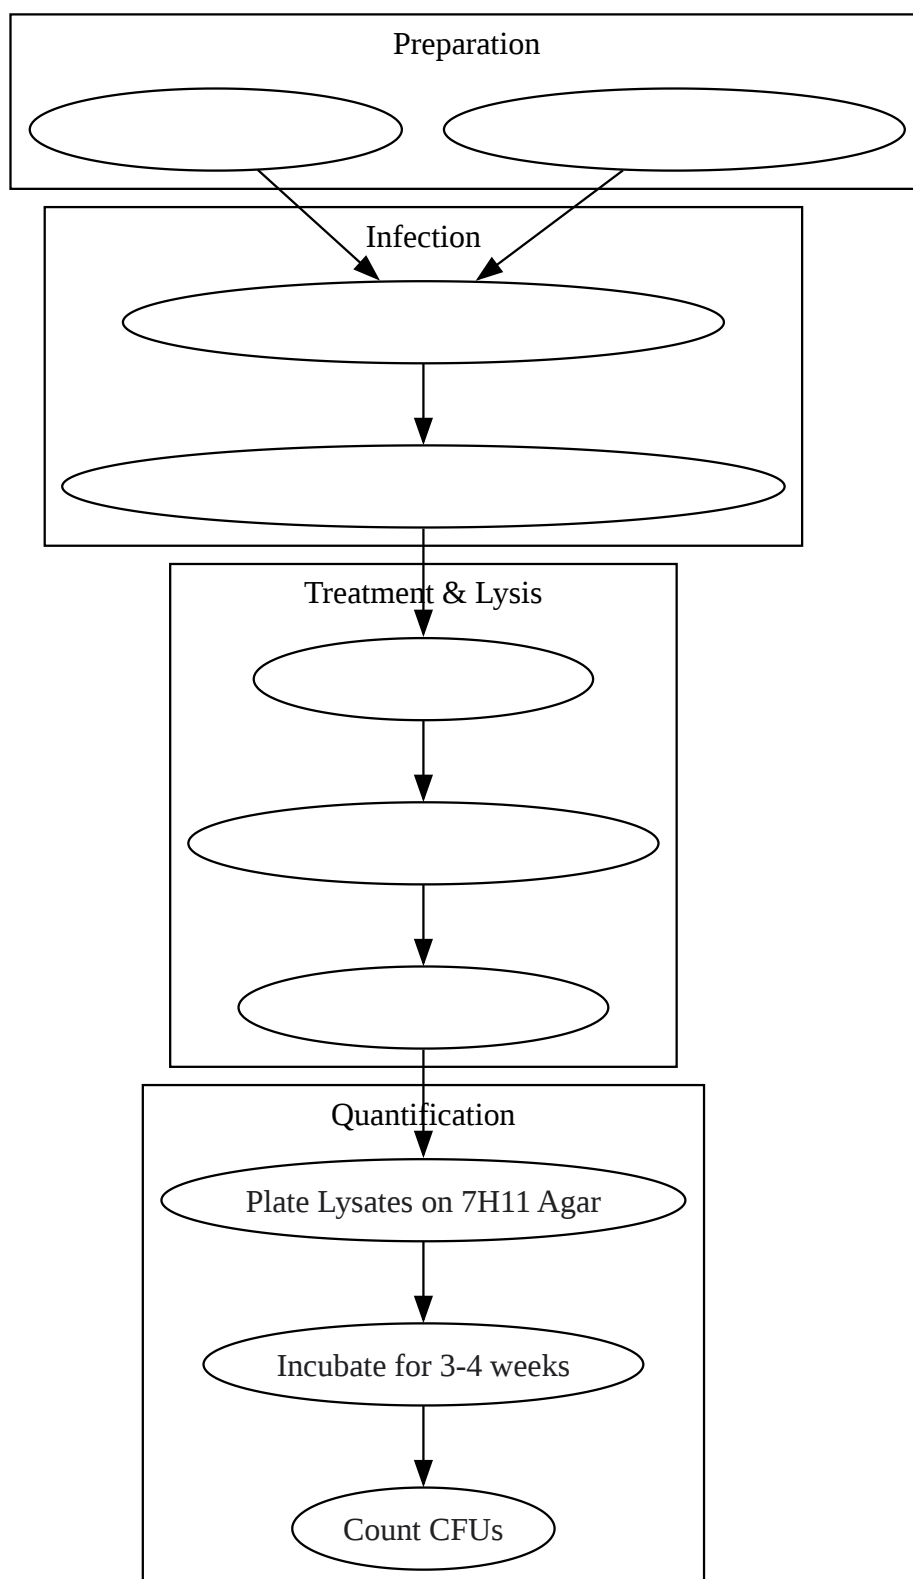 Preparation
Infection
Treatment & Lysis
Quantification
Plate Lysates on 7H11 Agar
Incubate for 3-4 weeks
Count CFUs